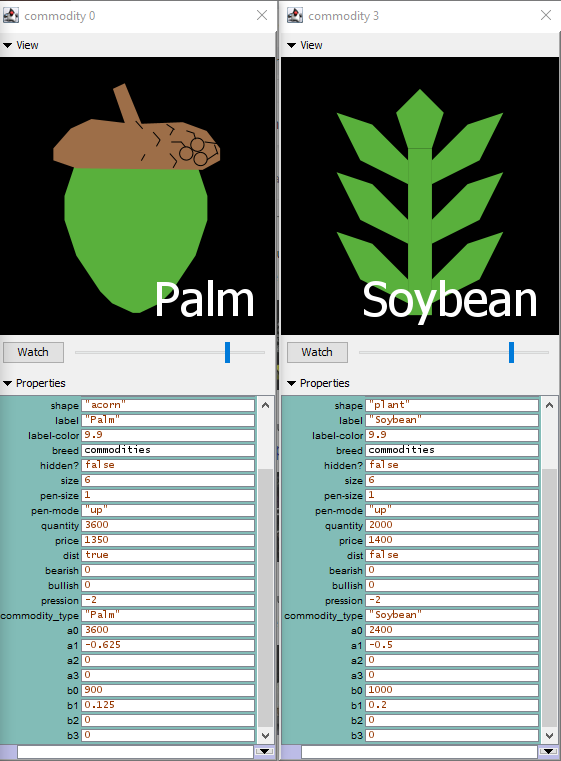 commodity 0
View
Palm
Watch
Properties
shape "acorn"
label "Palm"
label-color 9.9
breed commodities
hidden? false
size 6
pen-size 1
pen-mode "up"
quantity 3600
price 1350
dist true
bearish 0
bullish 0
pression -2
commodity_type "Palm"
a0 3600
a1 -0.625
a2 0
a3 0
b0 900
b1 0.125
b2 0
b3 0
commodity 3
View
Soybean
Watch
Properties
shape "plant"
label "Soybean"
label-color 9.9
breed commodities
hidden? false
size 6
pen-size 1
pen-mode "up"
quantity 2000
price 1400
dist false
bearish 0
bullish 0
pression -2
commodity_type "Soybean"
a0 2400
a1 -0.5
a2 0
a3 0
b0 1000
b1 0.2
b2 0
b3 0